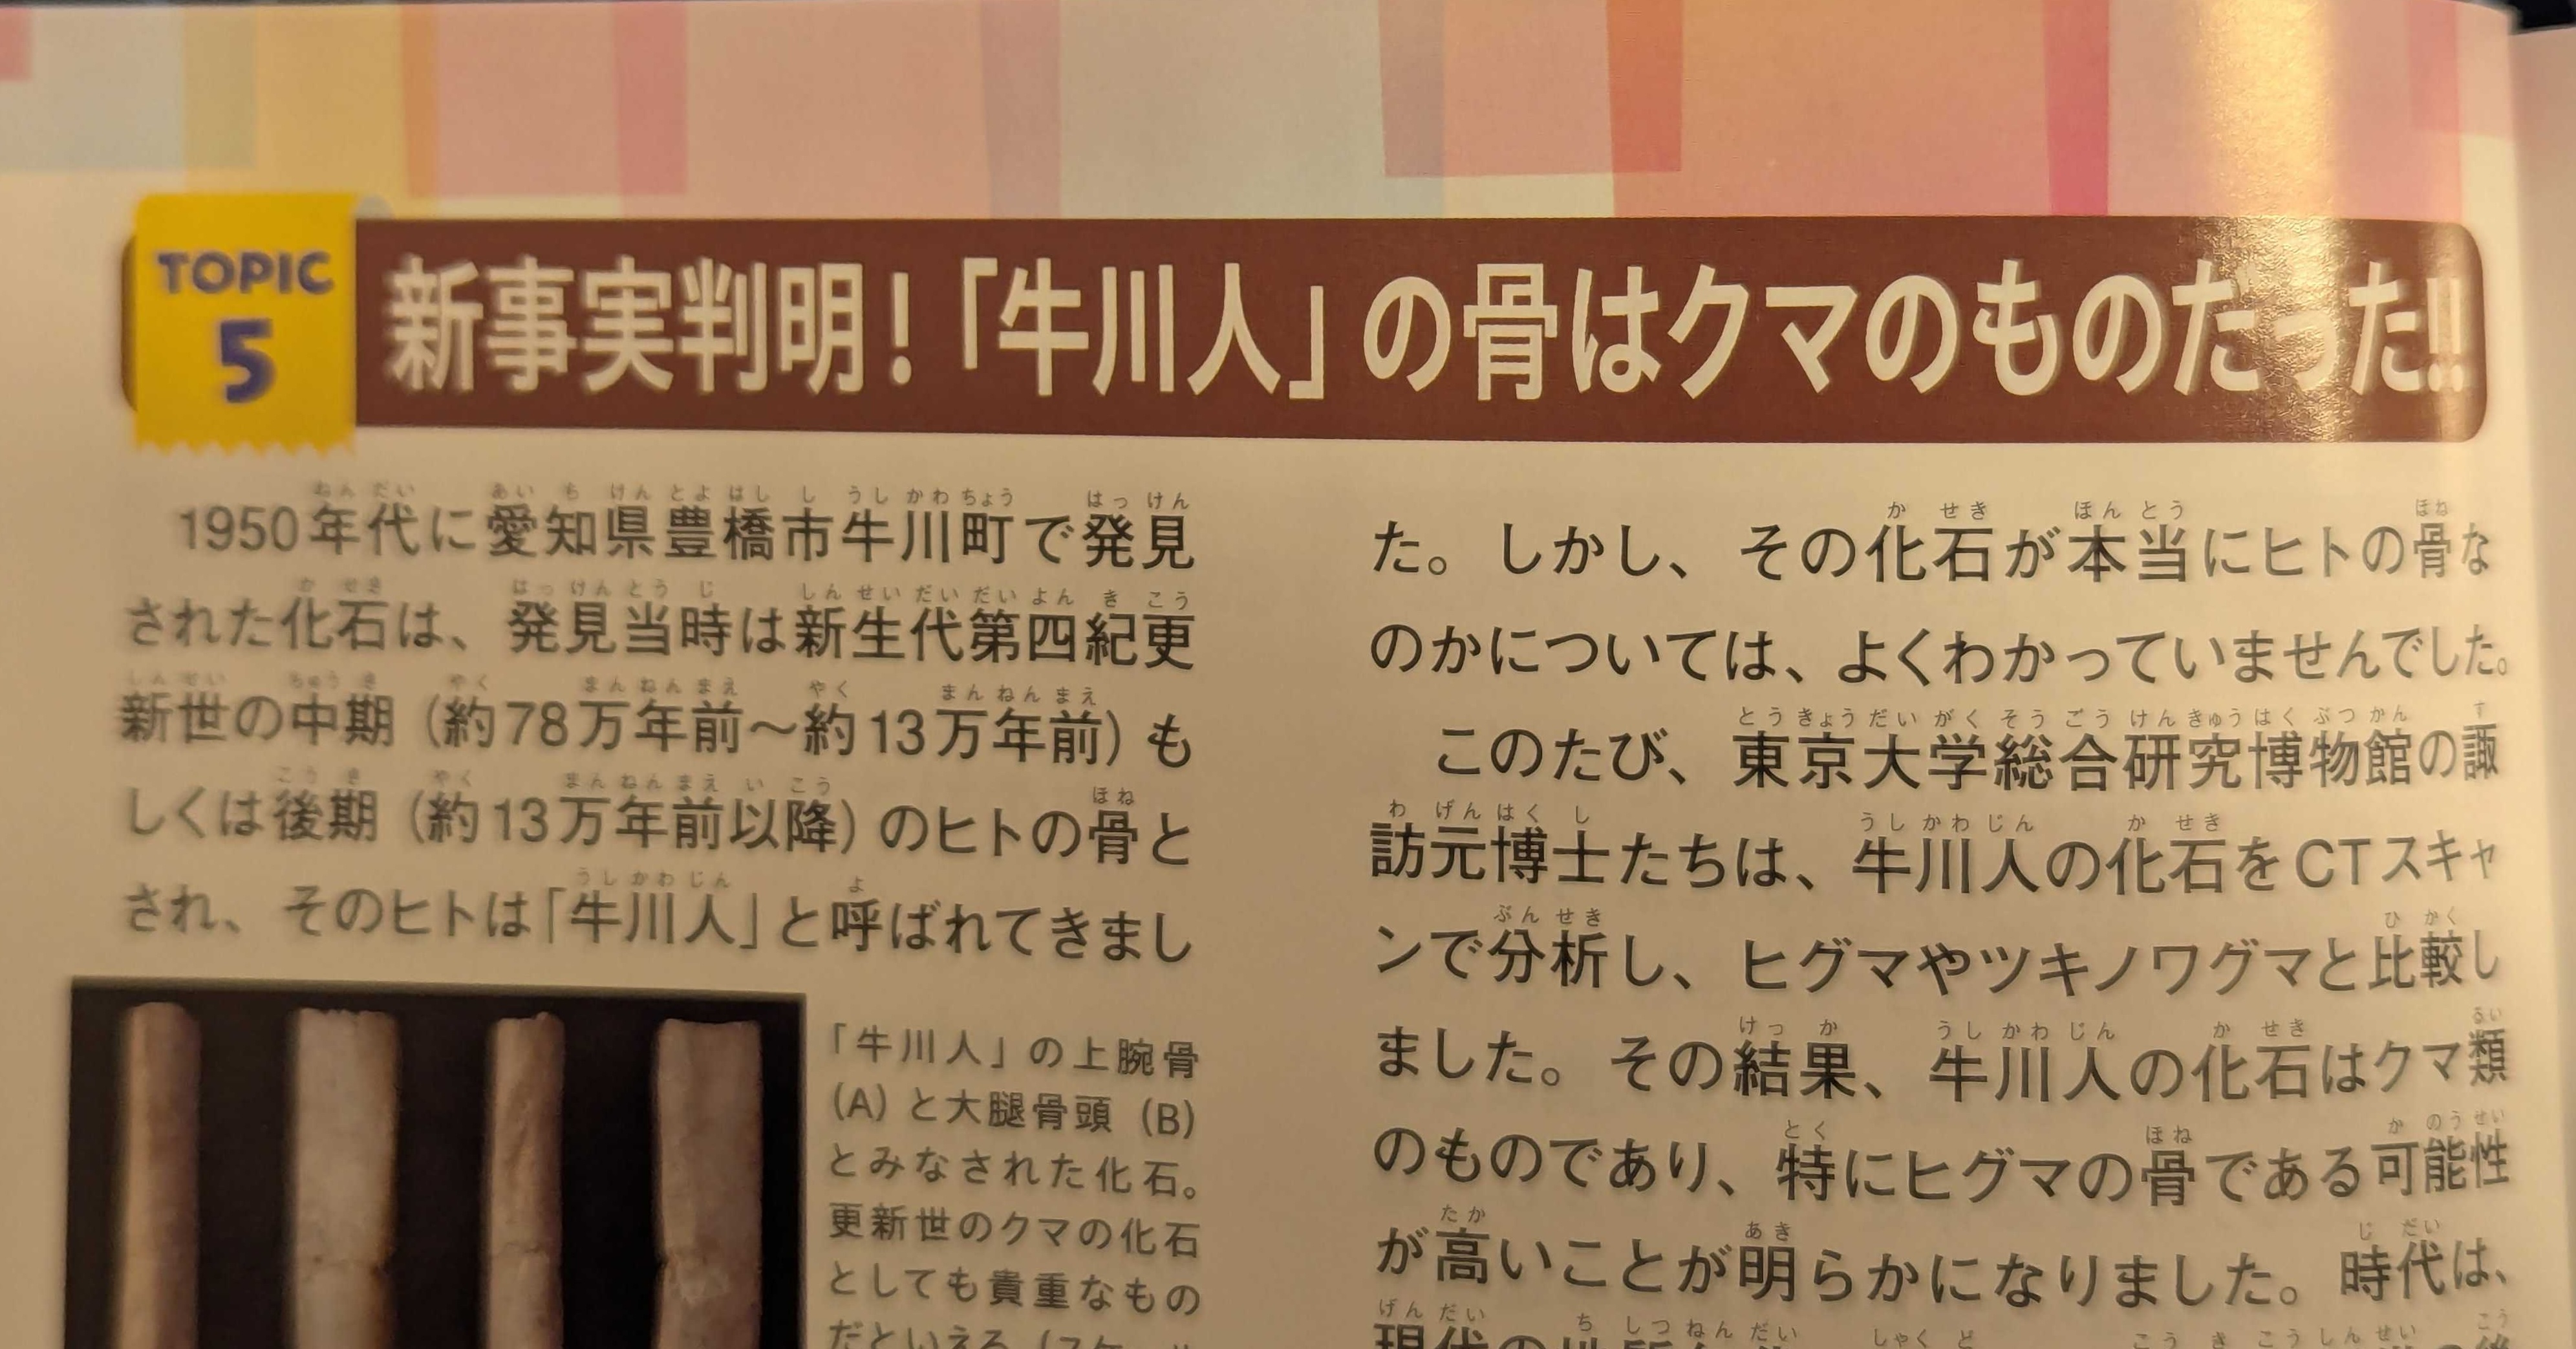 TOPIC
5
新事実判明！「牛川人」の骨はクマのものだった!!
1950年代に愛知県豊橋市牛川町で発見
された化石は、発見当時は新生代第四紀更
新世の中期（約78万年前～約13万年前）も
しくは後期（約13万年前以降）のヒトの骨と
され、そのヒトは「牛川人」と呼ばれてきまし
「牛川人」の上腕骨
（A）と大腿骨頭（B）
とみなされた化石。
更新世のクマの化石
としても貴重なもの
だといえる
た。しかし、その化石が本当にヒトの骨な
のかについては、よくわかっていませんでした。
このたび、東京大学総合研究博物館の諏
訪元博士たちは、牛川人の化石をCTスキャ
ンで分析し、ヒグマやツキノワグマと比較し
ました。その結果、牛川人の化石はクマ類
のものであり、特にヒグマの骨である可能性
が高いことが明らかになりました。時代は、
現代の